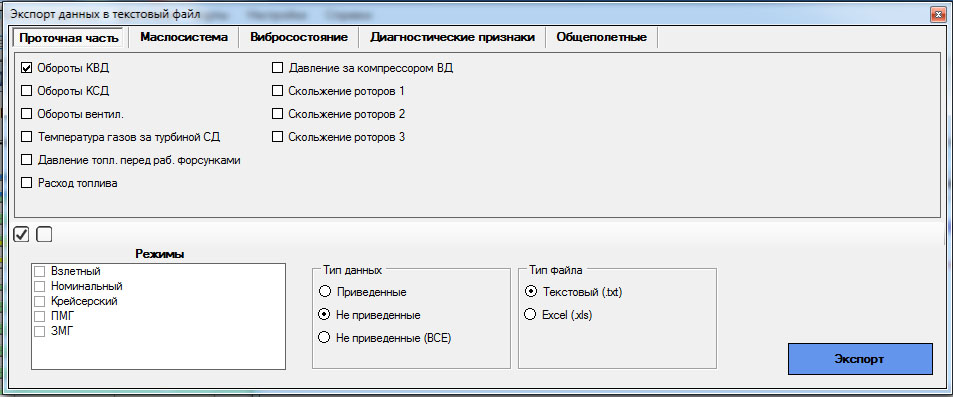 Экспорт данных в текстовый файл
Настройки Справка
Проточная часть Маслосистема Вибросостояние Диагностические признаки Общеполетные
Обороты КВД
Обороты КСД
Обороты вентил.
Температура газов за турбиной СД
Давление топл. перед раб. форсунками
Расход топлива
Давление за компрессором ВД
Скольжение роторов 1
Скольжение роторов 2
Скольжение роторов 3
Режимы
Взлетный
Номинальный
Крейсерский
ПМГ
ЗМГ
Тип данных
Приведенные
Не приведенные
Не приведенные (ВСЕ)
Тип файла
Текстовый (.txt)
Excel (.xls)
Экспорт